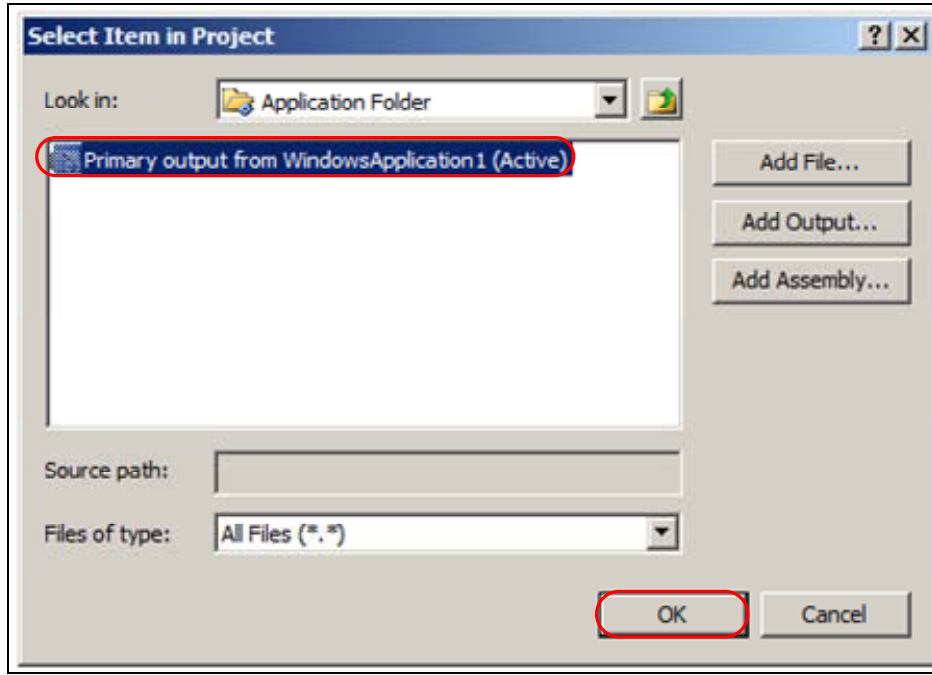 Select Item in Project
Look in:
Application Folder
Primary output from WindowsApplication1 (Active)
Add File...
Add Output...
Add Assembly...
Source path:
Files of type:
All Files (*.*)
OK
Cancel